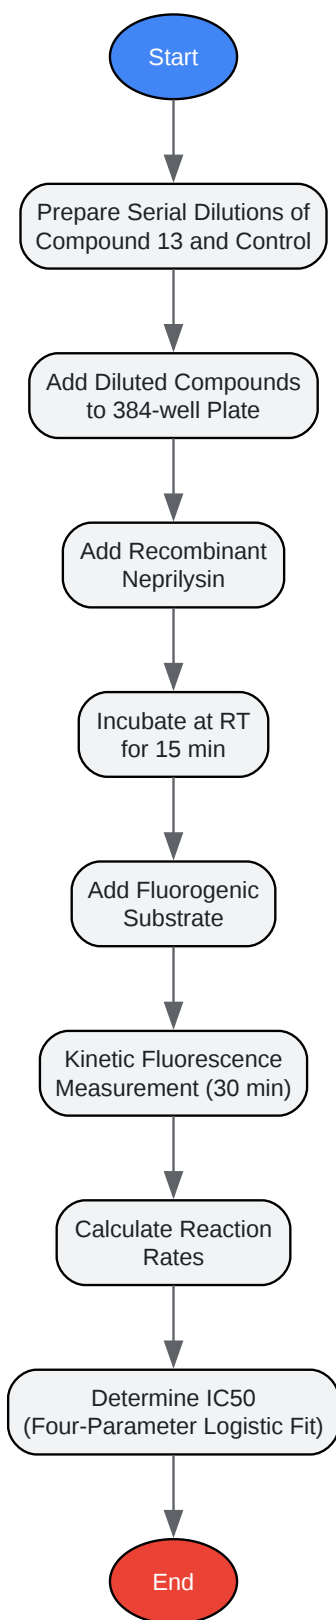 Start
Prepare Serial Dilutions of
Compound 13 and Control
Add Diluted Compounds
to 384-well Plate
Add Recombinant
Neprilysin
Incubate at RT
for 15 min
Add Fluorogenic
Substrate
Kinetic Fluorescence
Measurement (30 min)
Calculate Reaction
Rates
Determine IC50
(Four-Parameter Logistic Fit)
End